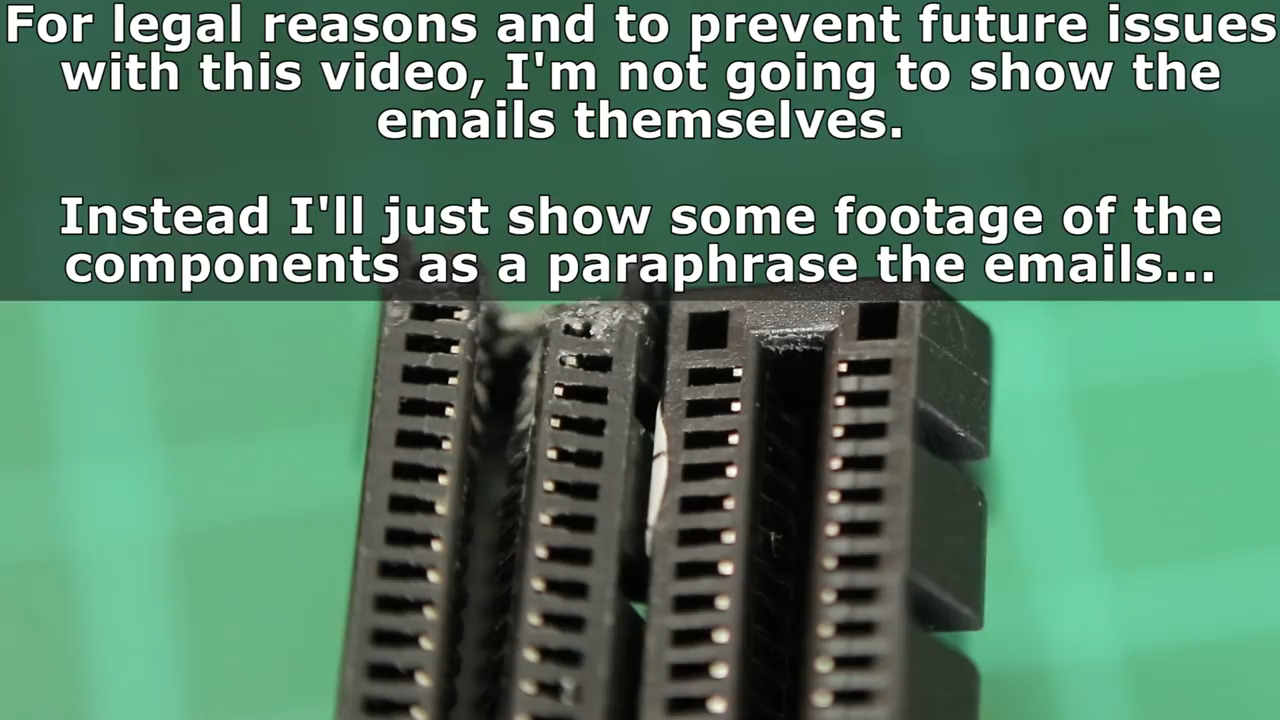 For legal reasons and to prevent future issues
with this video, I'm not going to show the
emails themselves.
Instead I'll just show some footage of the
components as a paraphrase the emails...